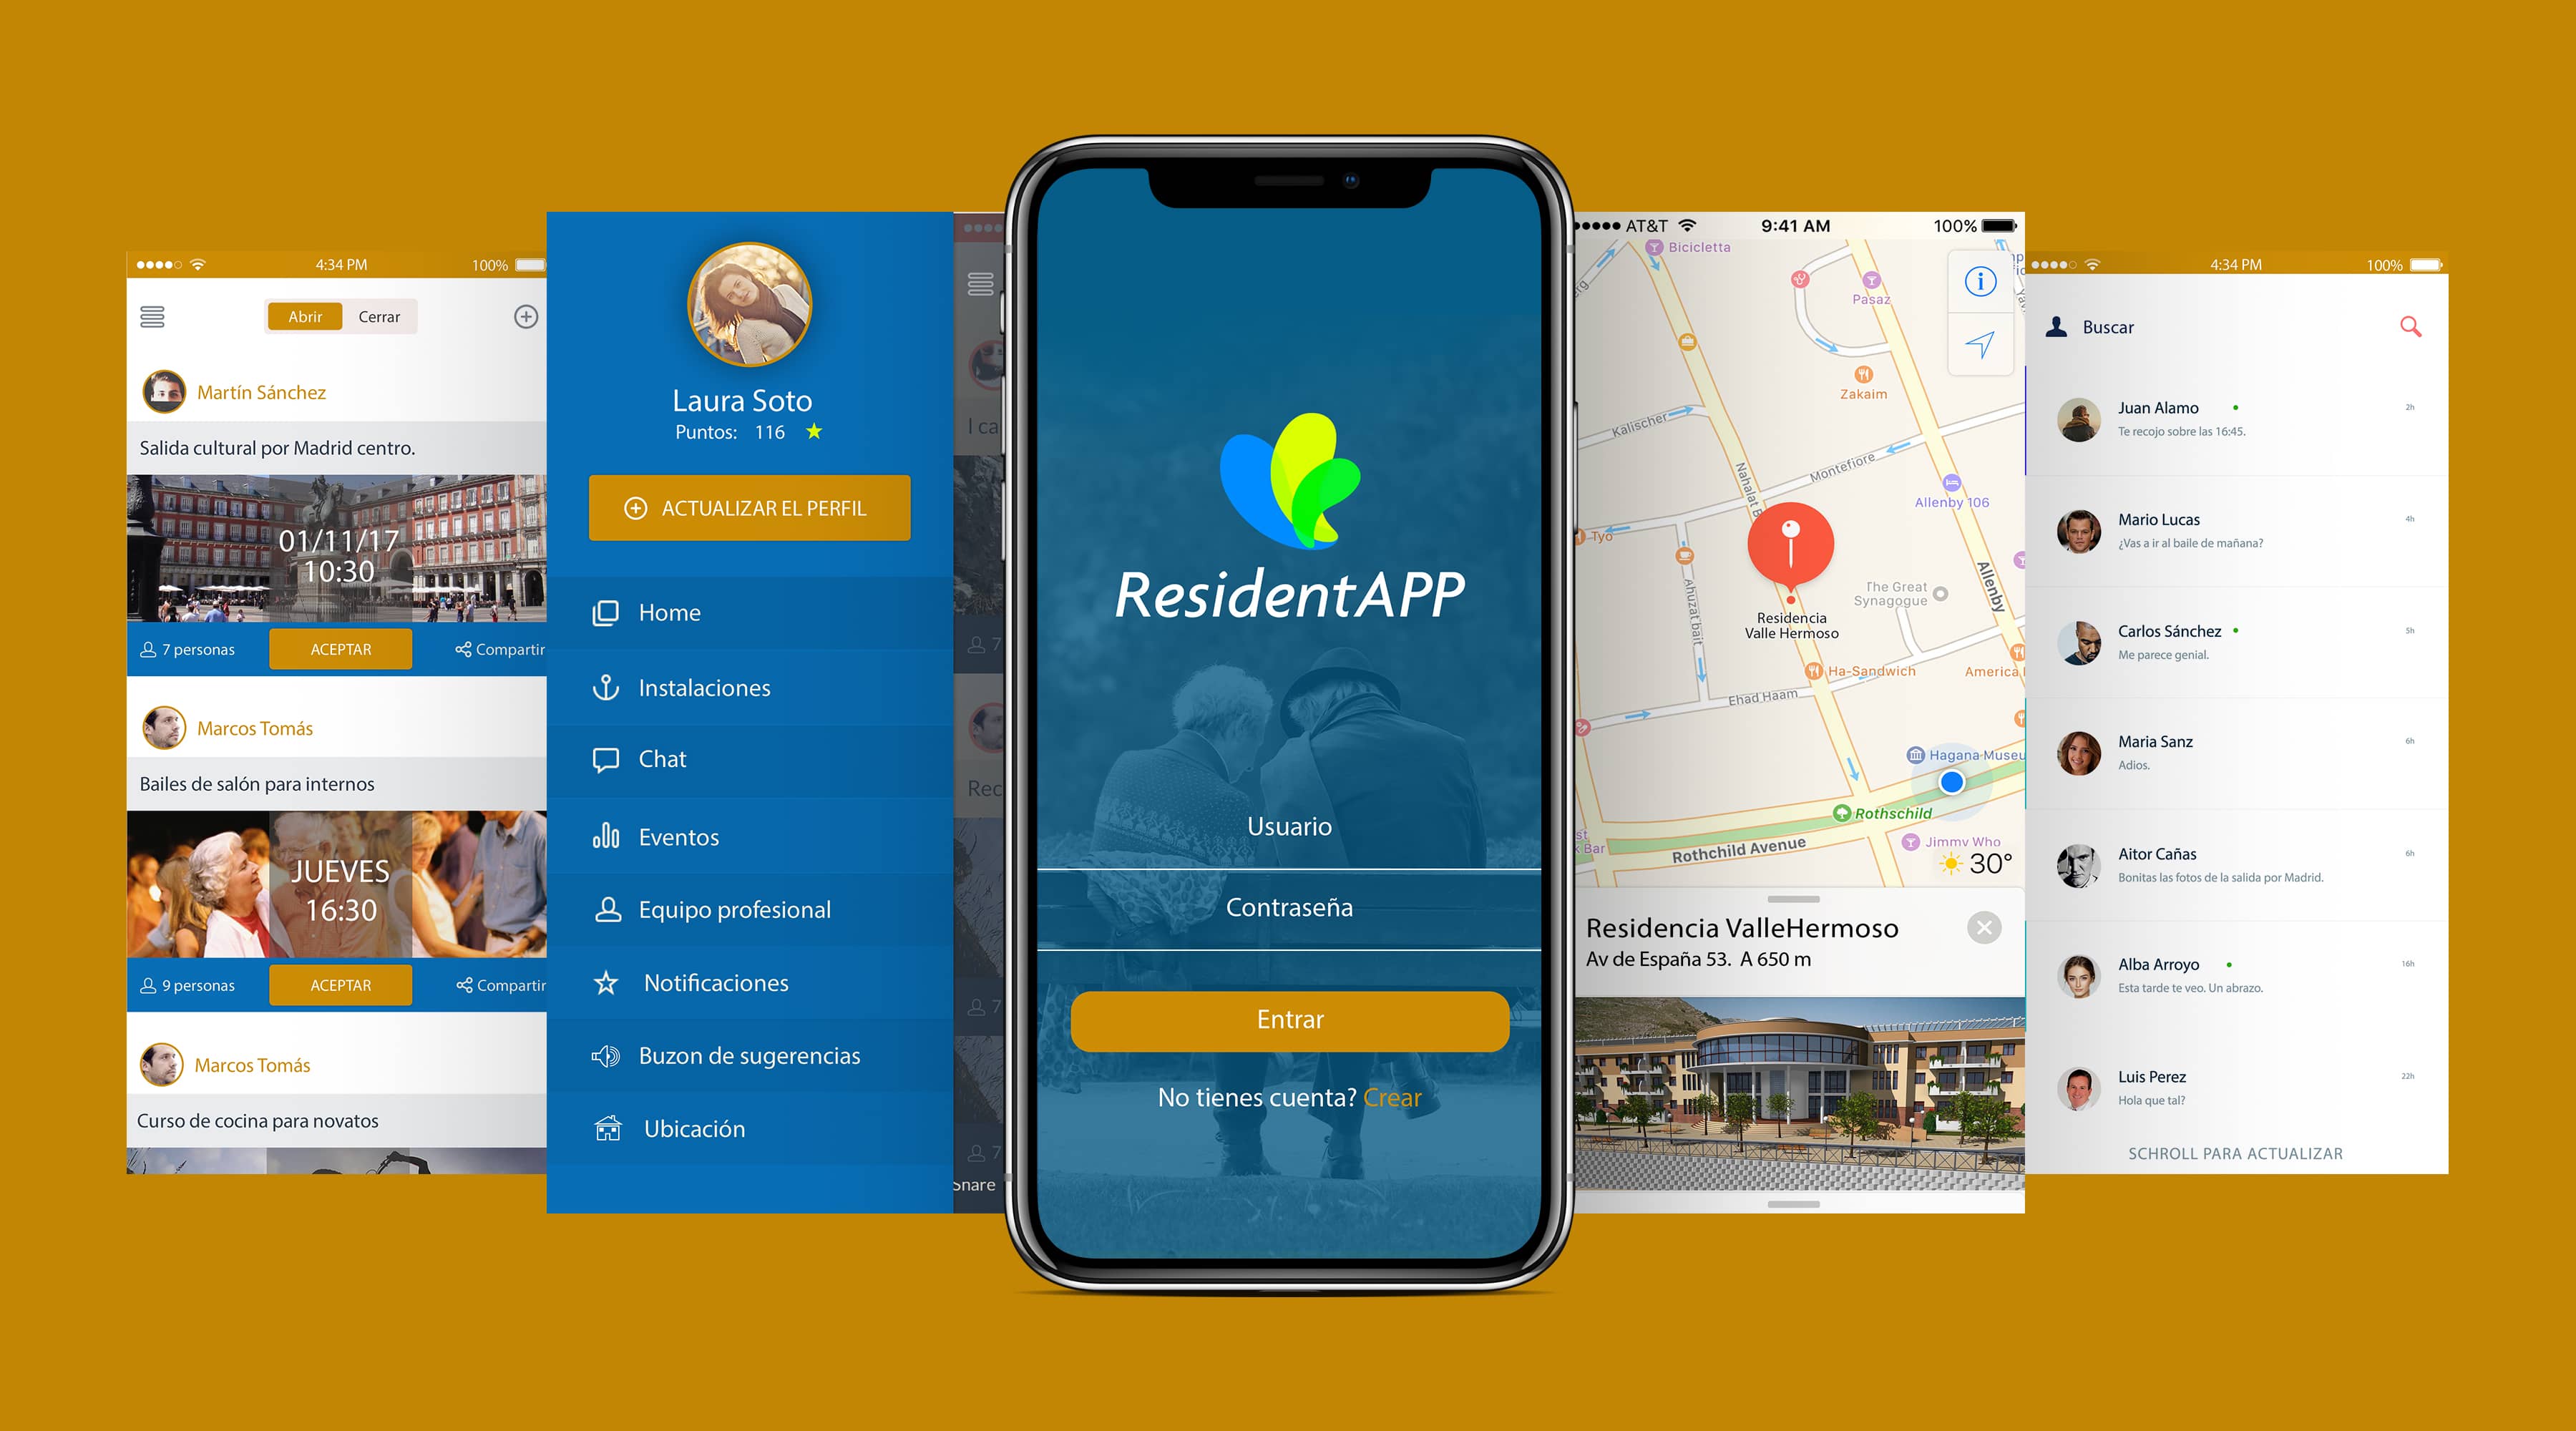 4:34 PM
100%
Abrir
Cerrar
Martín Sánchez
Salida cultural por Madrid centro.
01/11/17
10:30
7 personas
ACEPTAR
Compartir
Marcos Tomás
Bailes de salón para internos
JUEVES
16:30
9 personas
ACEPTAR
Compartir
Marcos Tomás
Curso de cocina para novatos
Laura Soto
Puntos: 116
ACTUALIZAR EL PERFIL
Home
Instalaciones
Chat
Eventos
Equipo profesional
Notificaciones
Buzon de sugerencias
Ubicación
I ca
7
Rec
7
7
ResidentAPP
Usuario
Contraseña
Entrar
No tienes cuenta? Crear
AT&T
9:41 AM
100%
Bicicletta
Pasaz
Zakaim
Kalischer
Montefiore
Nahalat B
Allenby 106
Tyo
Ahuzat bait
Allenby
The Great
Synagogue
Residencia
Valle Hermoso
Ha-Sandwich
America
Ehad Haam
Hagana Museu
Rothschild
Bar
Rothchild Avenue
Jimmy Who
30°
Residencia ValleHermoso
Av de España 53. A 650 m
4:34 PM
100%
Buscar
Juan Alamo
2h
Te recojo sobre las 16:45.
Mario Lucas
4h
¿Vas a ir al baile de mañana?
Carlos Sánchez
5h
Me parece genial.
Maria Sanz
6h
Adios.
Aitor Cañas
6h
Bonitas las fotos de la salida por Madrid.
Alba Arroyo
16h
Esta tarde te veo. Un abrazo.
Luis Perez
22h
Hola que tal?
SCHROLL PARA ACTUALIZAR